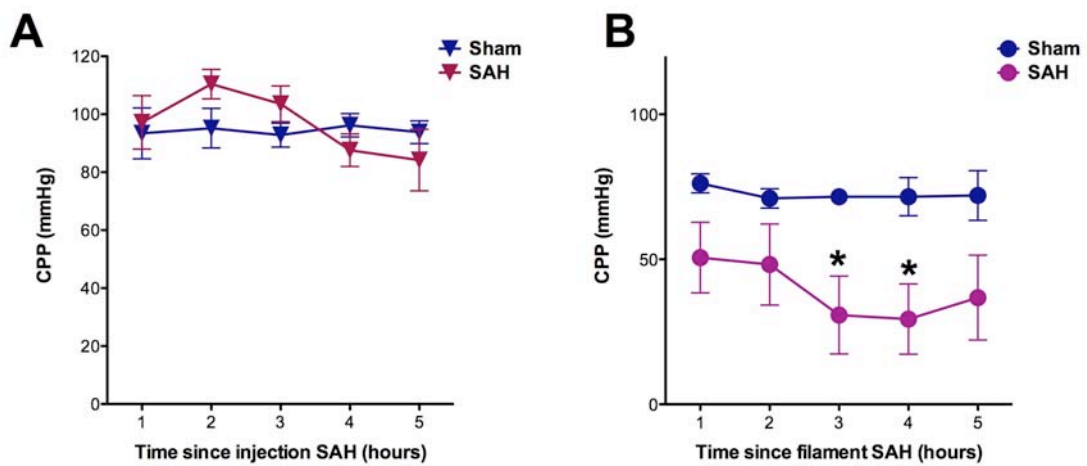 A
Sham
SAH
CPP (mmHg)
120
100
80
60
40
20
0
1 2 3 4 5
Time since injection SAH (hours)
B
Sham
SAH
CPP (mmHg)
100
50
0
* *
1 2 3 4 5
Time since filament SAH (hours)